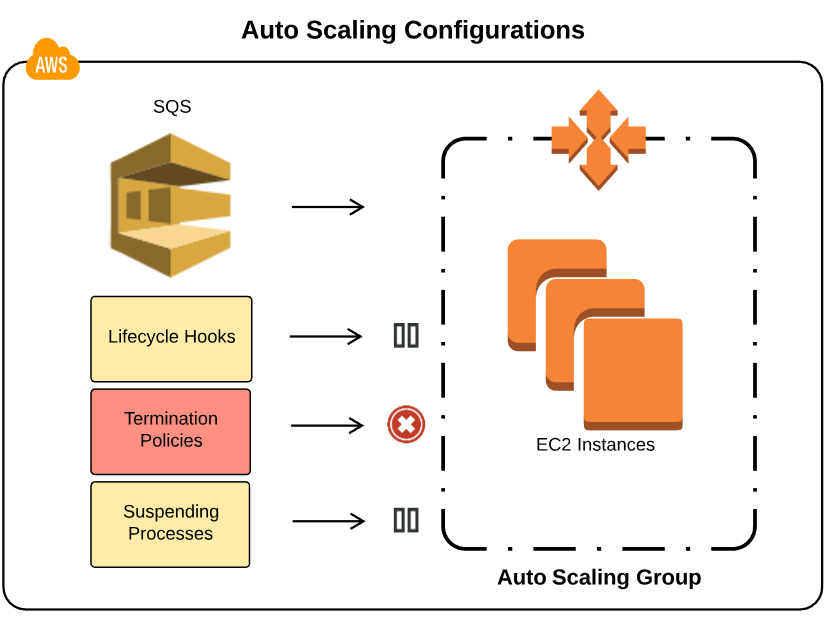 Auto Scaling Configurations
AWS
SQS
Lifecycle Hooks
Termination
Policies
Suspending
Processes
EC2 Instances
Auto Scaling Group